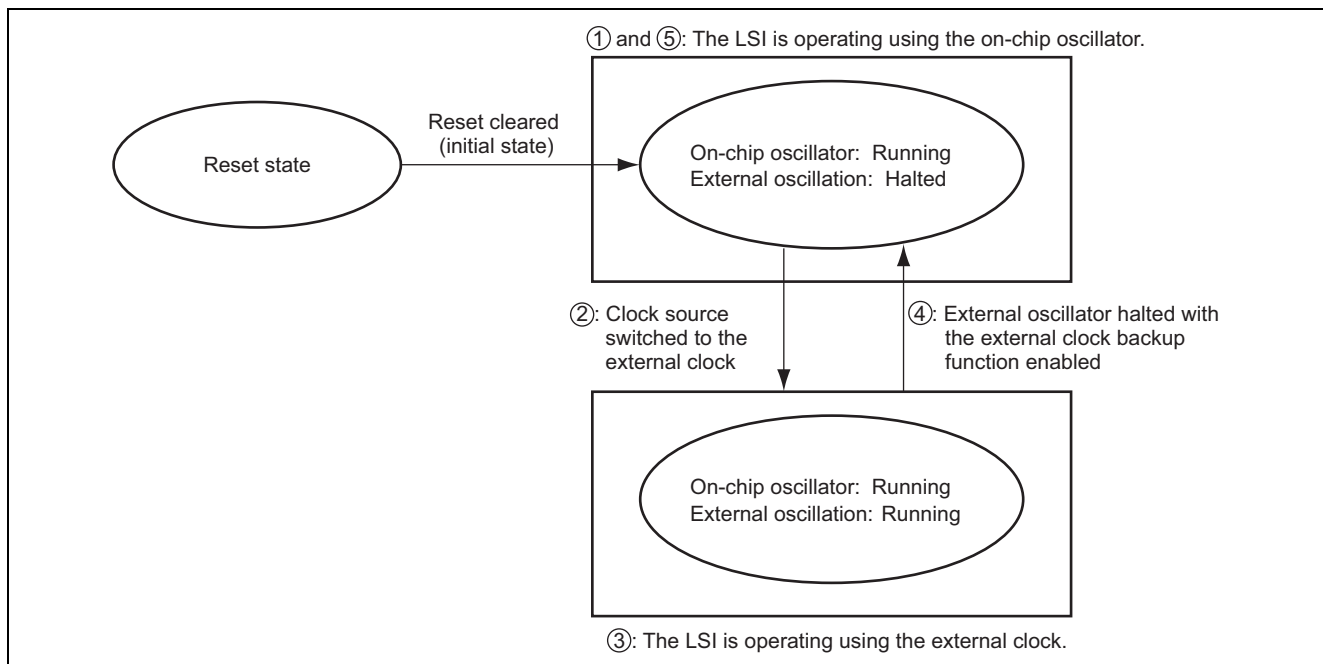 ① and ⑤: The LSI is operating using the on-chip oscillator.
Reset state
Reset cleared
(initial state)
On-chip oscillator: Running
External oscillation: Halted
②: Clock source
switched to the
external clock
④: External oscillator halted with
the external clock backup
function enabled
On-chip oscillator: Running
External oscillation: Running
③: The LSI is operating using the external clock.